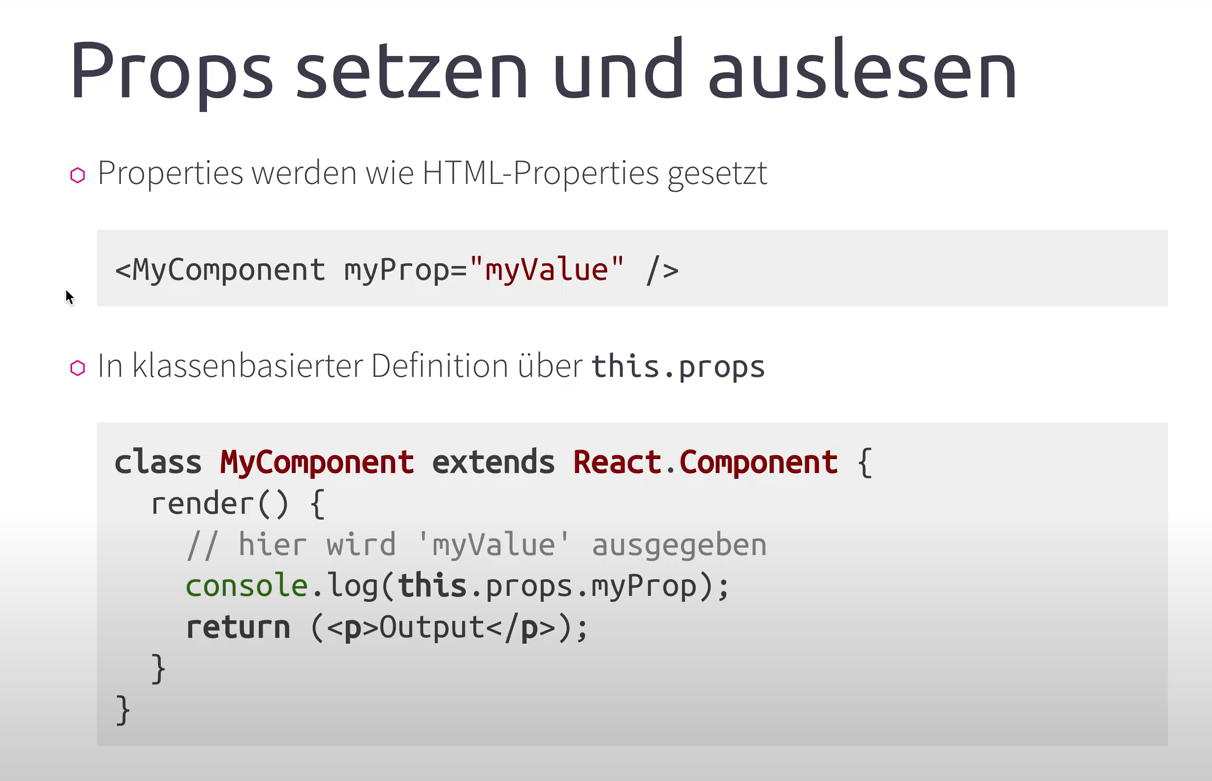 Props setzen und auslesen
Properties werden wie HTML-Properties gesetzt
<MyComponent myProp="myValue" />
In klassenbasierter Definition über this.props
class MyComponent extends React.Component {
  render() {
    // hier wird 'myValue' ausgegeben
    console.log(this.props.myProp);
    return (<p>Output</p>);
  }
}